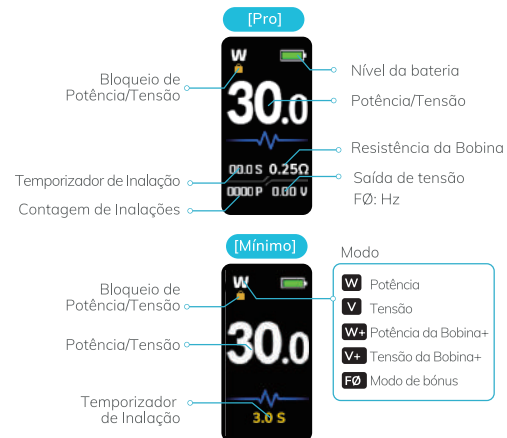 [Pro]
W
Bloqueio de
Potência/Tensão
Nível da bateria
30.0
Potência/Tensão
Resistência da Bobina
00.0 S 0.25Ω
Temporizador de Inalação
Saída de tensão
FØ: Hz
0000 P 0.00 V
Contagem de Inalações
[Mínimo]
Modo
W
Bloqueio de
Potência/Tensão
30.0
Potência/Tensão
Temporizador
de Inalação
3.0 S
W Potência
V Tensão
W+ Potência da Bobina+
V+ Tensão da Bobina+
FØ Modo de bónus